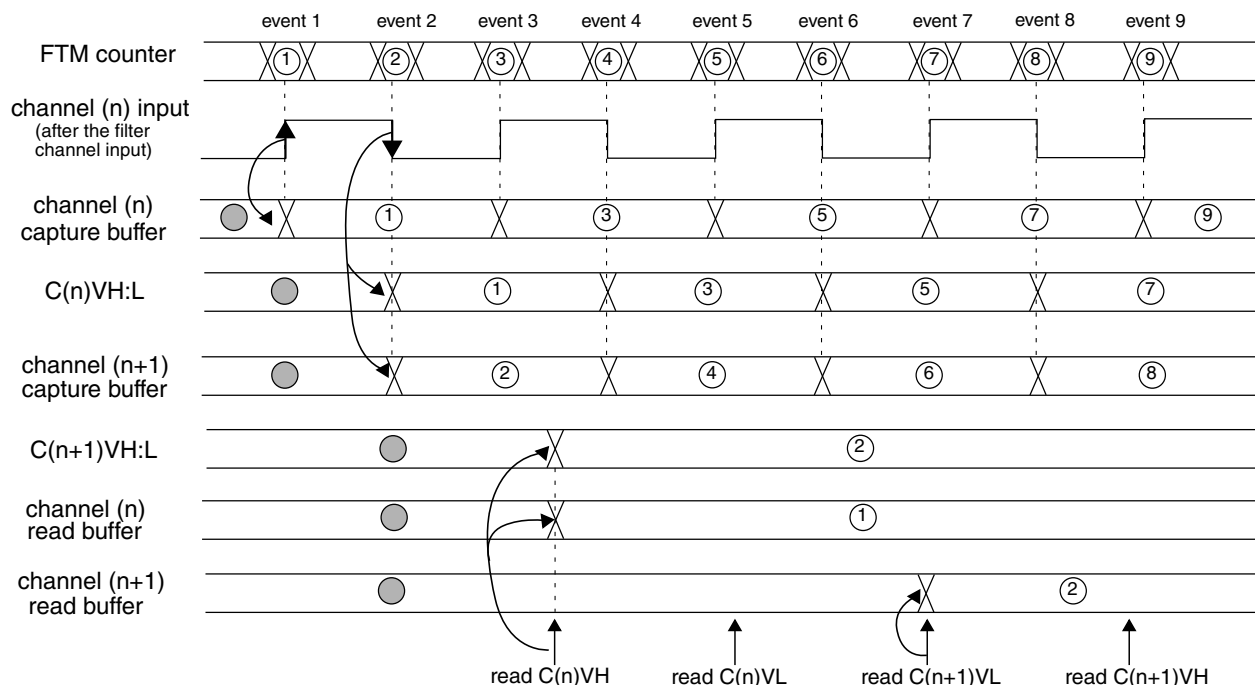 event 1 event 2 event 3 event 4 event 5 event 6 event 7 event 8 event 9
FTM counter
1 2 3 4 5 6 7 8 9
channel (n) input
(after the filter
channel input)
channel (n)
capture buffer
1 3 5 7 9
C(n)VH:L
1 3 5 7
channel (n+1)
capture buffer
2 4 6 8
C(n+1)VH:L
2
channel (n)
read buffer
1
channel (n+1)
read buffer
2
read C(n)VH read C(n)VL read C(n+1)VL read C(n+1)VH